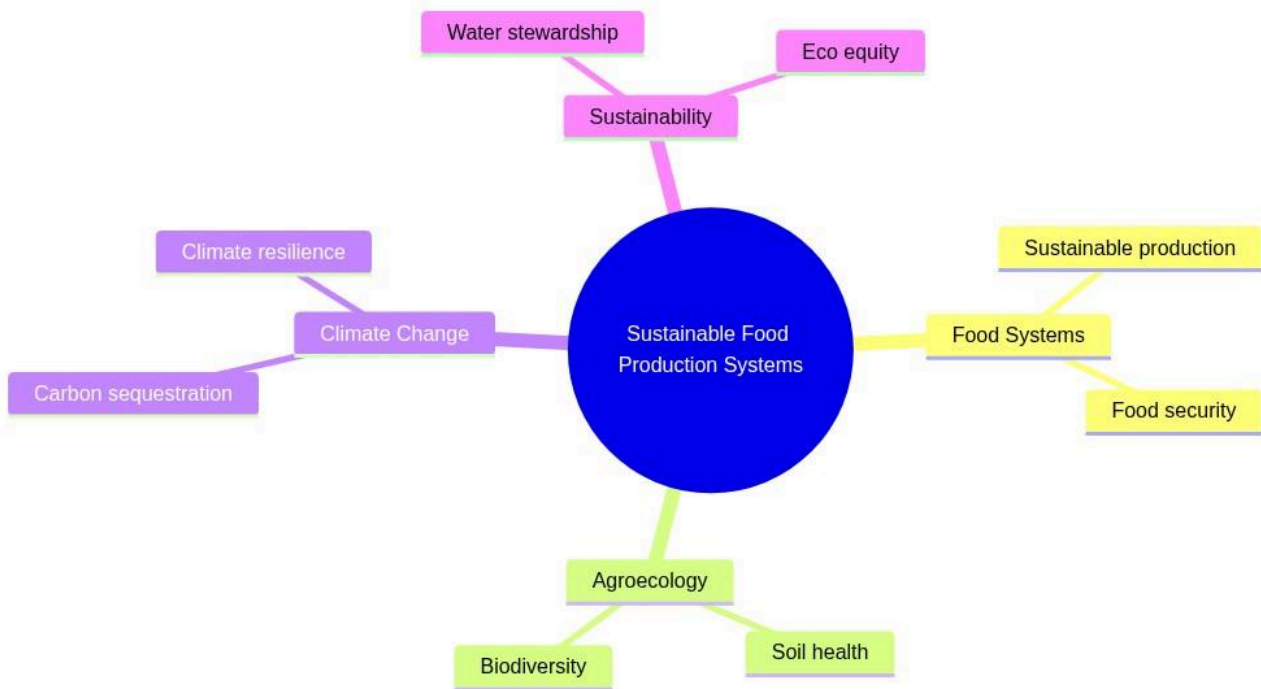 Water stewardship
Eco equity
Sustainability
Climate resilience
Sustainable production
Climate Change
Sustainable Food
Production Systems
Food Systems
Carbon sequestration
Food security
Agroecology
Biodiversity
Soil health